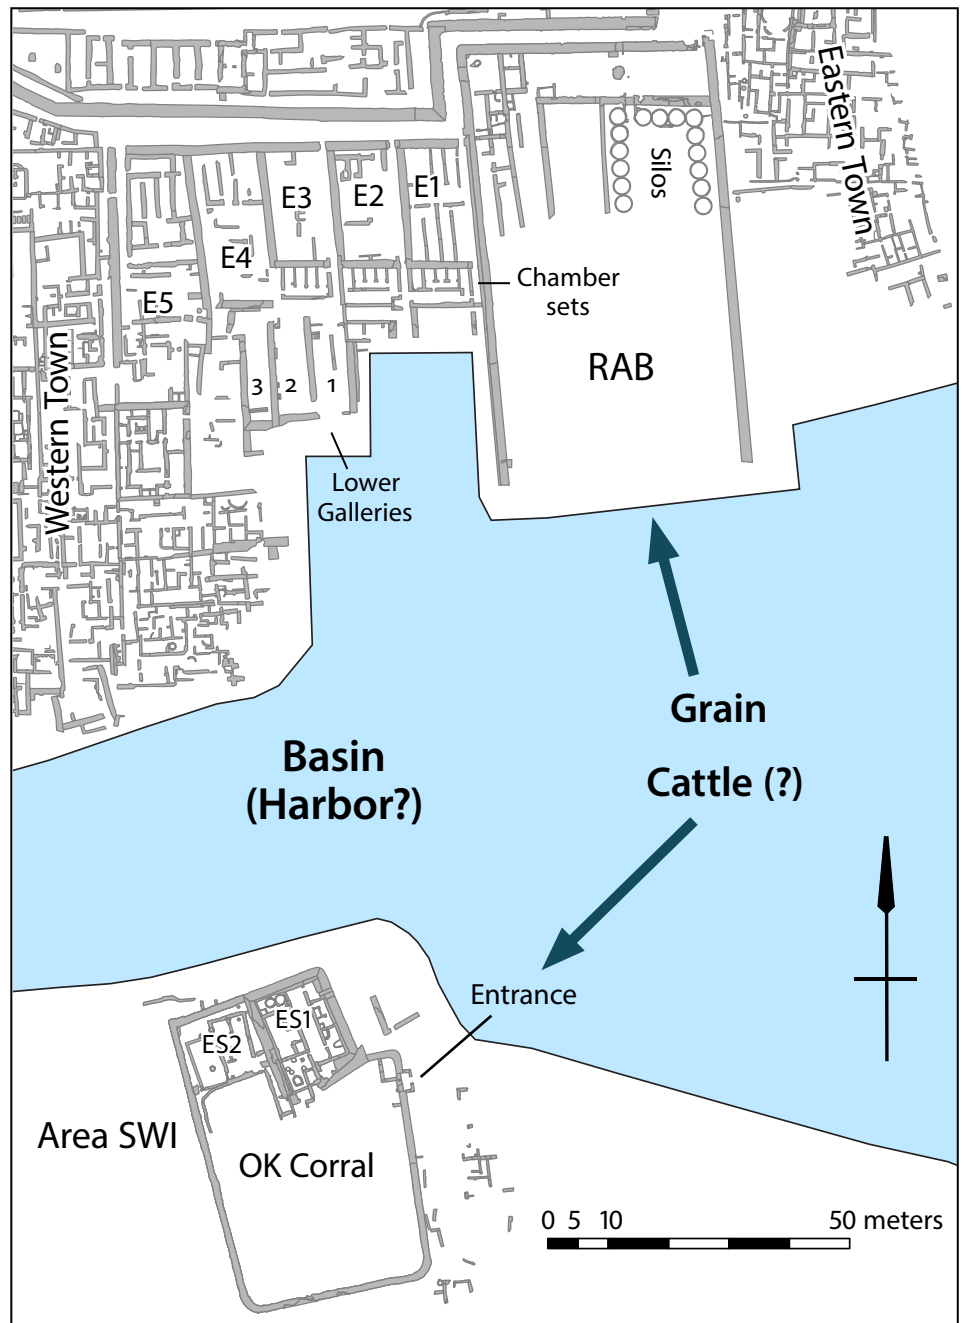 Eastern Town
Silos
E1
E2
E3
E4
E5
Chamber
sets
RAB
Western Town
3
2
1
Lower
Galleries
Grain
Cattle (?)
Basin
(Harbor?)
Entrance
ES1
ES2
Area SWI
OK Corral
0 5 10 50 meters